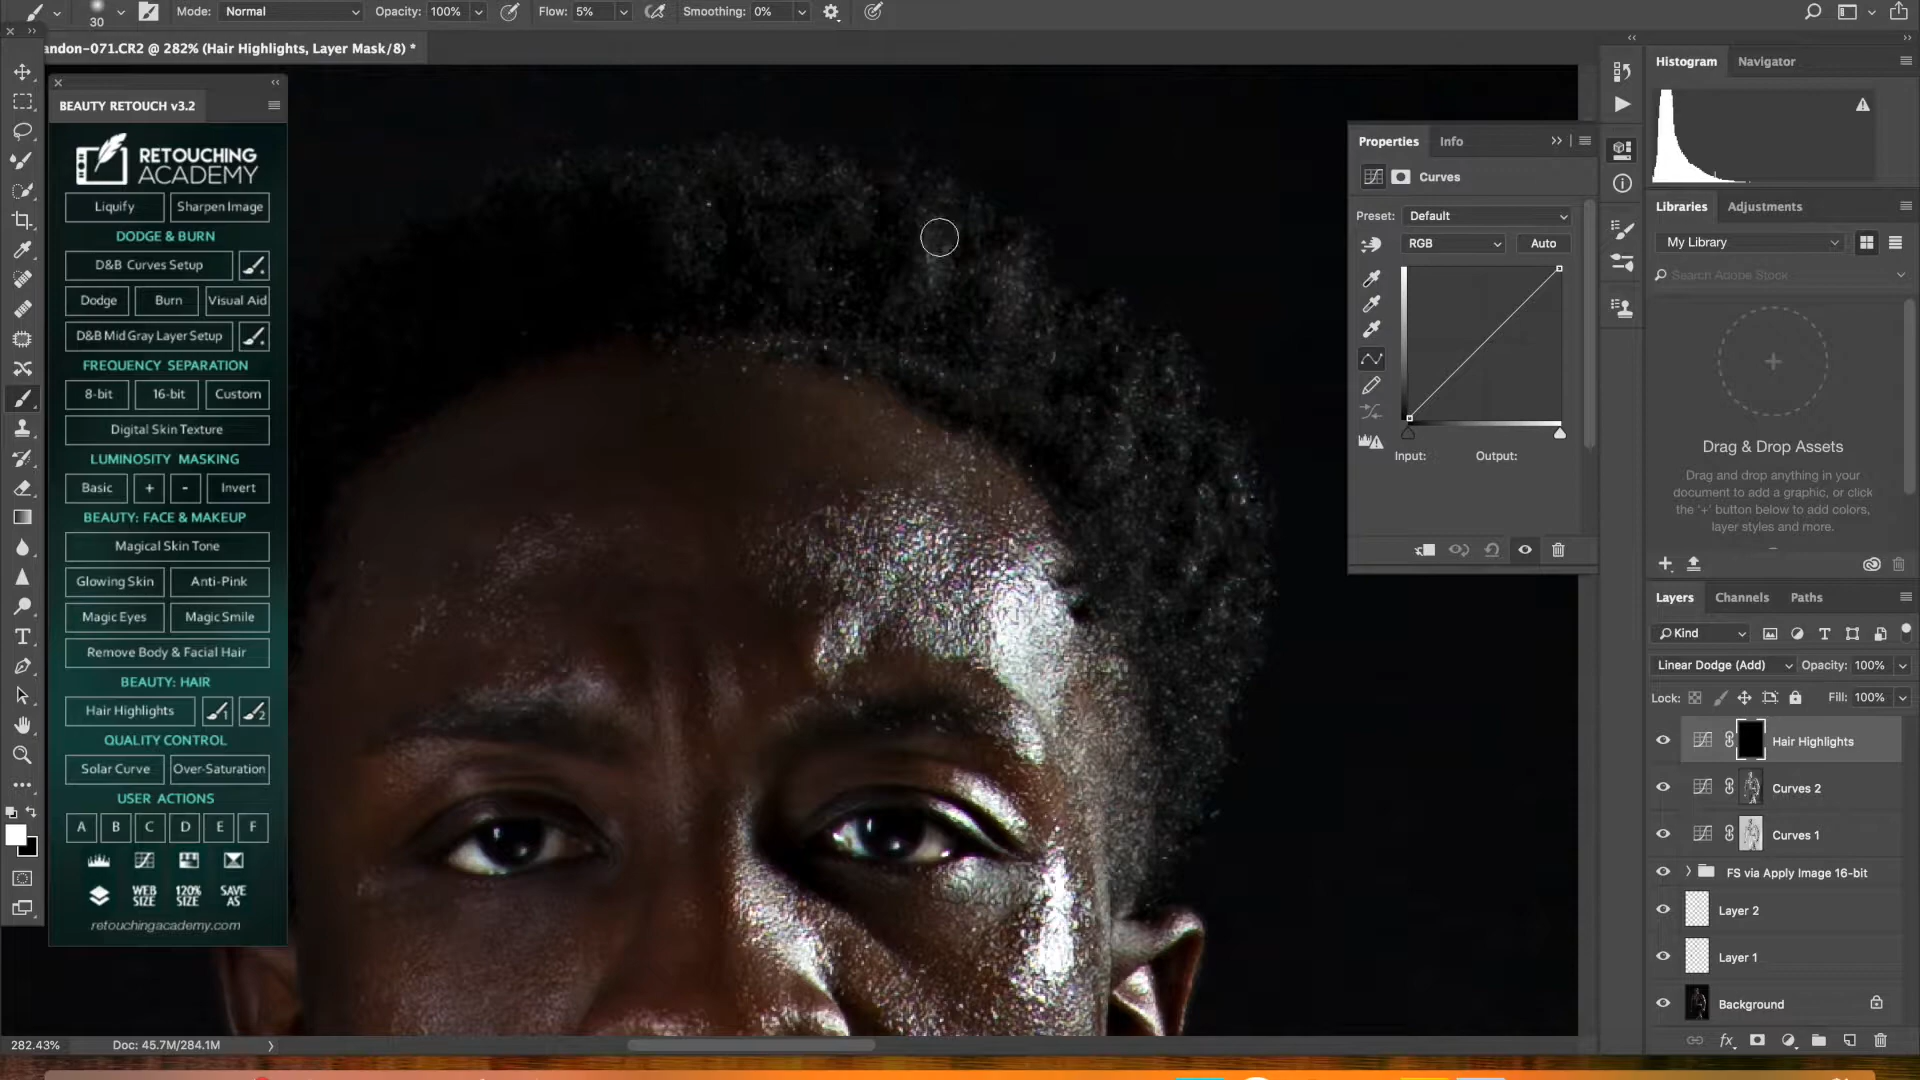 Mode: Normal Opacity: 100% Flow: 5% Smoothing: 0%
30
andon-071.CR2 @ 282% (Hair Highlights, Layer Mask/8) *
BEAUTY RETOUCH v3.2
RETOUCHING
ACADEMY
Liquify Sharpen Image
DODGE & BURN
D&B Curves Setup
Dodge Burn Visual Aid
D&B Mid Gray Layer Setup
FREQUENCY SEPARATION
8-bit 16-bit Custom
Digital Skin Texture
LUMINOSITY MASKING
Basic + - Invert
BEAUTY: FACE & MAKEUP
Magical Skin Tone
Glowing Skin Anti-Pink
Magic Eyes Magic Smile
Remove Body & Facial Hair
BEAUTY: HAIR
Hair Highlights 1 2
QUALITY CONTROL
Solar Curve Over-Saturation
USER ACTIONS
A B C D E F
WEB SIZE 120% SIZE SAVE AS
retouchingacademy.com
282.43% Doc: 45.7M/284.1M
Properties Info
Curves
Preset: Default
RGB Auto
Input: Output:
Histogram Navigator
Libraries Adjustments
My Library
Search Adobe Stock
Drag & Drop Assets
Drag and drop anything in your
document to add a graphic, or click
the '+' button below to add colors,
layer styles and more.
Layers Channels Paths
Kind
Linear Dodge (Add) Opacity: 100%
Lock: Fill: 100%
Hair Highlights
Curves 2
Curves 1
FS via Apply Image 16-bit
Layer 2
Layer 1
Background
fx